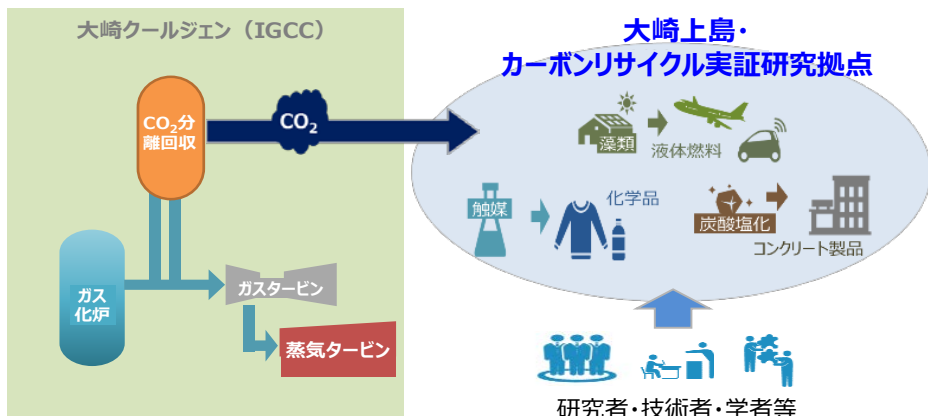 大崎クールジェン（IGCC）
CO₂分
離回収
CO₂
ガス
化炉
ガスタービン
蒸気タービン
大崎上島・
カーボンリサイクル実証研究拠点
藻類
液体燃料
触媒
化学品
炭酸塩化
コンクリート製品
研究者・技術者・学者等